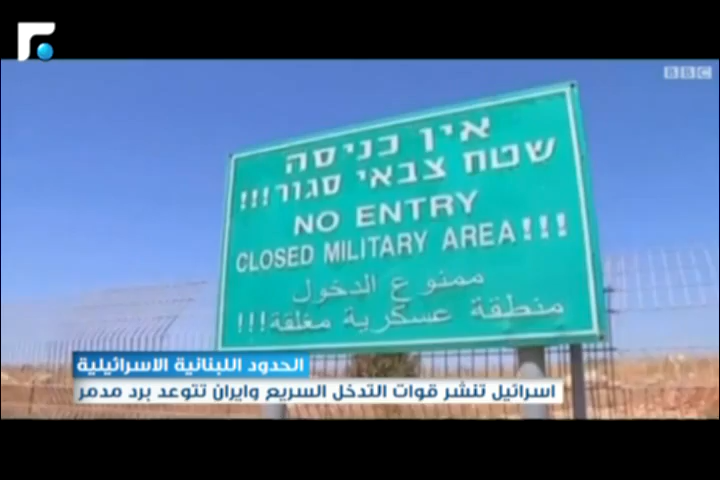 BBC
אין כניסה
שטח צבאי סגור!!!
NO ENTRY
CLOSED MILITARY AREA!!!
ممنوع الدخول
منطقة عسكرية مغلقة!!!
الحدود اللبنانية الاسرائيلية
اسرائيل تنشر قوات التدخل السريع وايران تتوعد برد مدمر